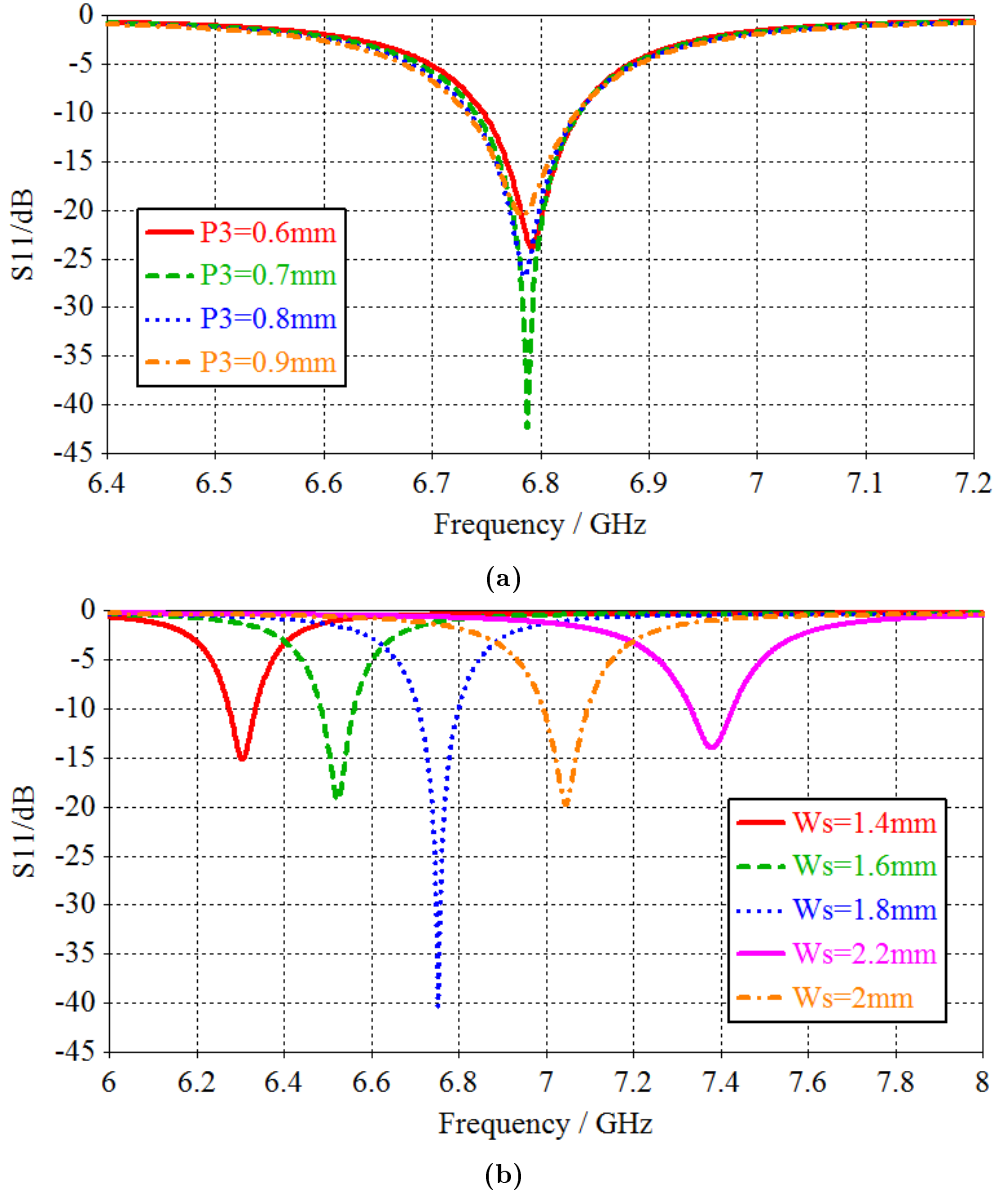 0
-5
-10
-15
-20
-25
-30
-35
-40
-45
S11/dB
P3=0.6mm
P3=0.7mm
P3=0.8mm
P3=0.9mm
6.4 6.5 6.6 6.7 6.8 6.9 7 7.1 7.2
Frequency / GHz
(a)
0
-5
-10
-15
-20
-25
-30
-35
-40
-45
S11/dB
Ws=1.4mm
Ws=1.6mm
Ws=1.8mm
Ws=2.2mm
Ws=2mm
6 6.2 6.4 6.6 6.8 7 7.2 7.4 7.6 7.8 8
Frequency / GHz
(b)